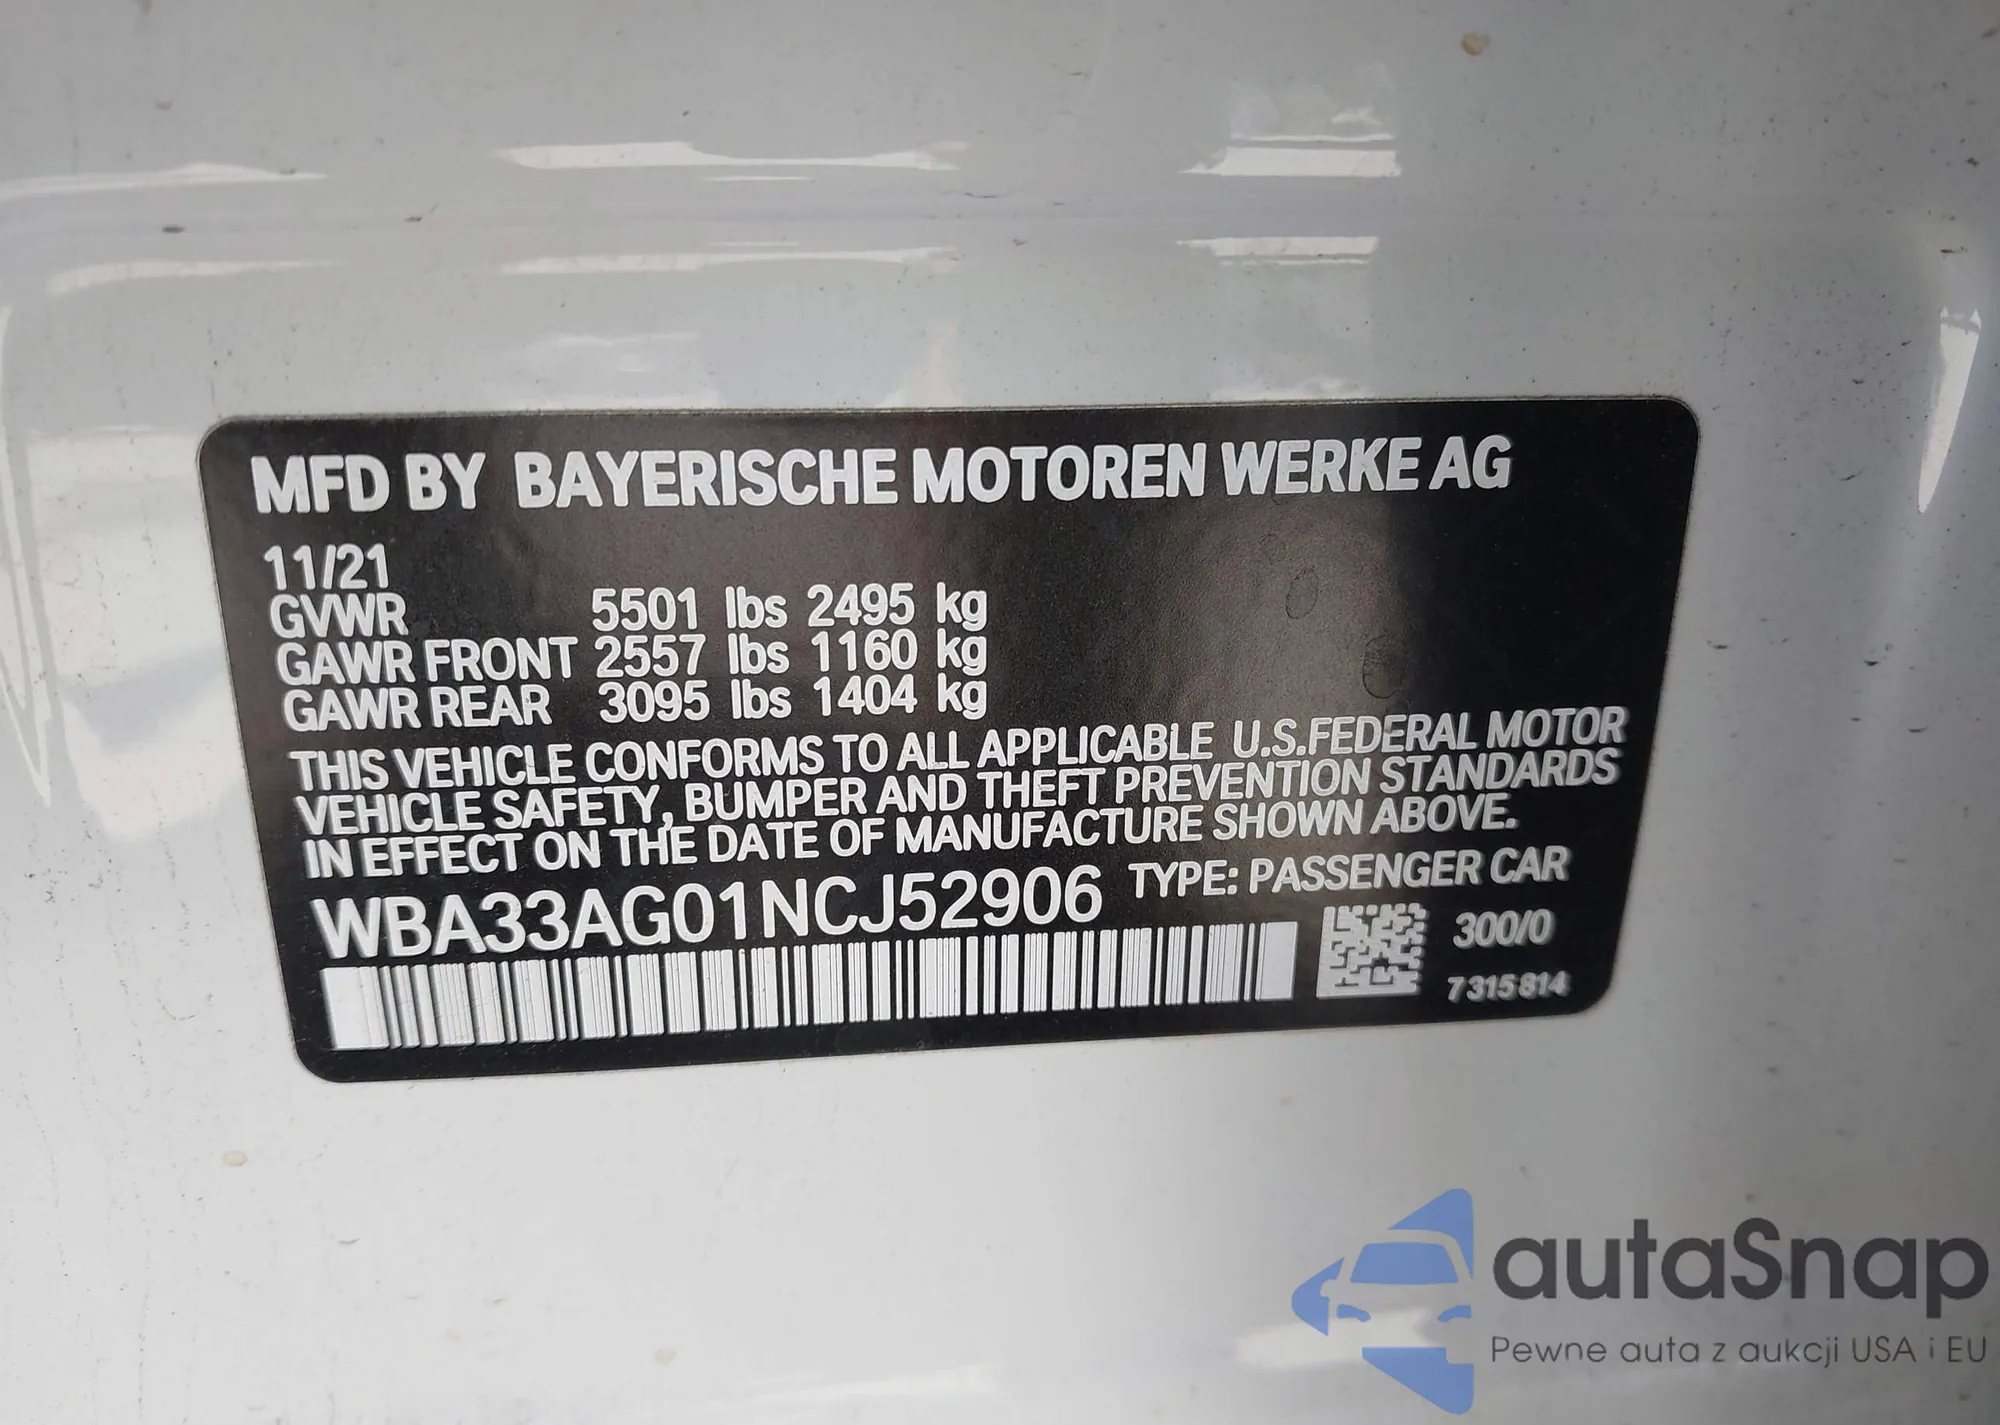 MFD BY BAYERISCHE MOTOREN WERKE AG
11/21
GVWR 5501 lbs 2495 kg
GAWR FRONT 2557 lbs 1160 kg
GAWR REAR 3095 lbs 1404 kg
THIS VEHICLE CONFORMS TO ALL APPLICABLE U.S.FEDERAL MOTOR
VEHICLE SAFETY, BUMPER AND THEFT PREVENTION STANDARDS
IN EFFECT ON THE DATE OF MANUFACTURE SHOWN ABOVE.
WBA33AG01NCJ52906 TYPE: PASSENGER CAR
300/0
7315814
autaSnap
Pewne auta z aukcji USA i EU